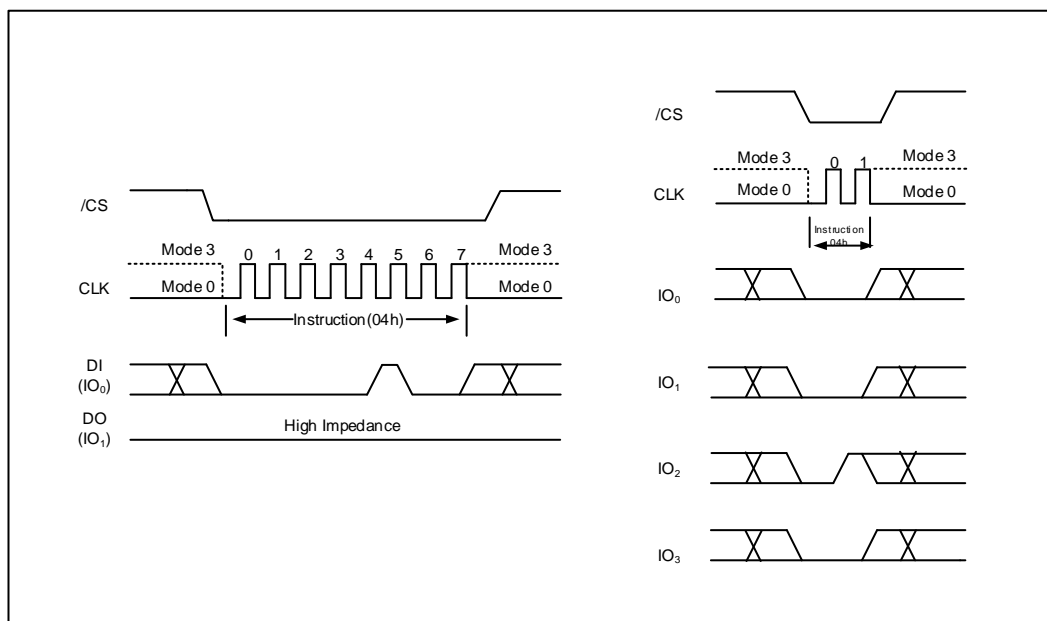 /CS
Mode 3 0 1 2 3 4 5 6 7 Mode 3
CLK Mode 0 Mode 0
Instruction(04h)
DI
(IO₀)
DO
(IO₁)
High Impedance
/CS
Mode 3 0 1 Mode 3
CLK Mode 0 Mode 0
Instruction
04h
IO₀
IO₁
IO₂
IO₃